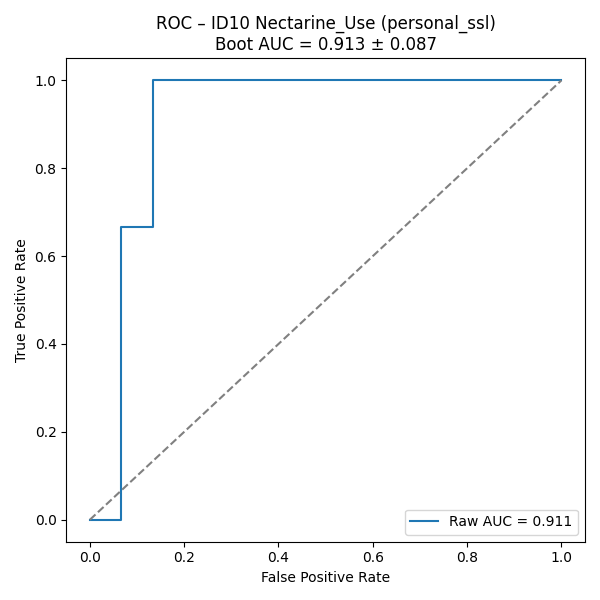 ROC – ID10 Nectarine_Use (personal_ssl)
Boot AUC = 0.913 ± 0.087
True Positive Rate
1.0
0.8
0.6
0.4
0.2
0.0
Raw AUC = 0.911
0.0 0.2 0.4 0.6 0.8 1.0
False Positive Rate